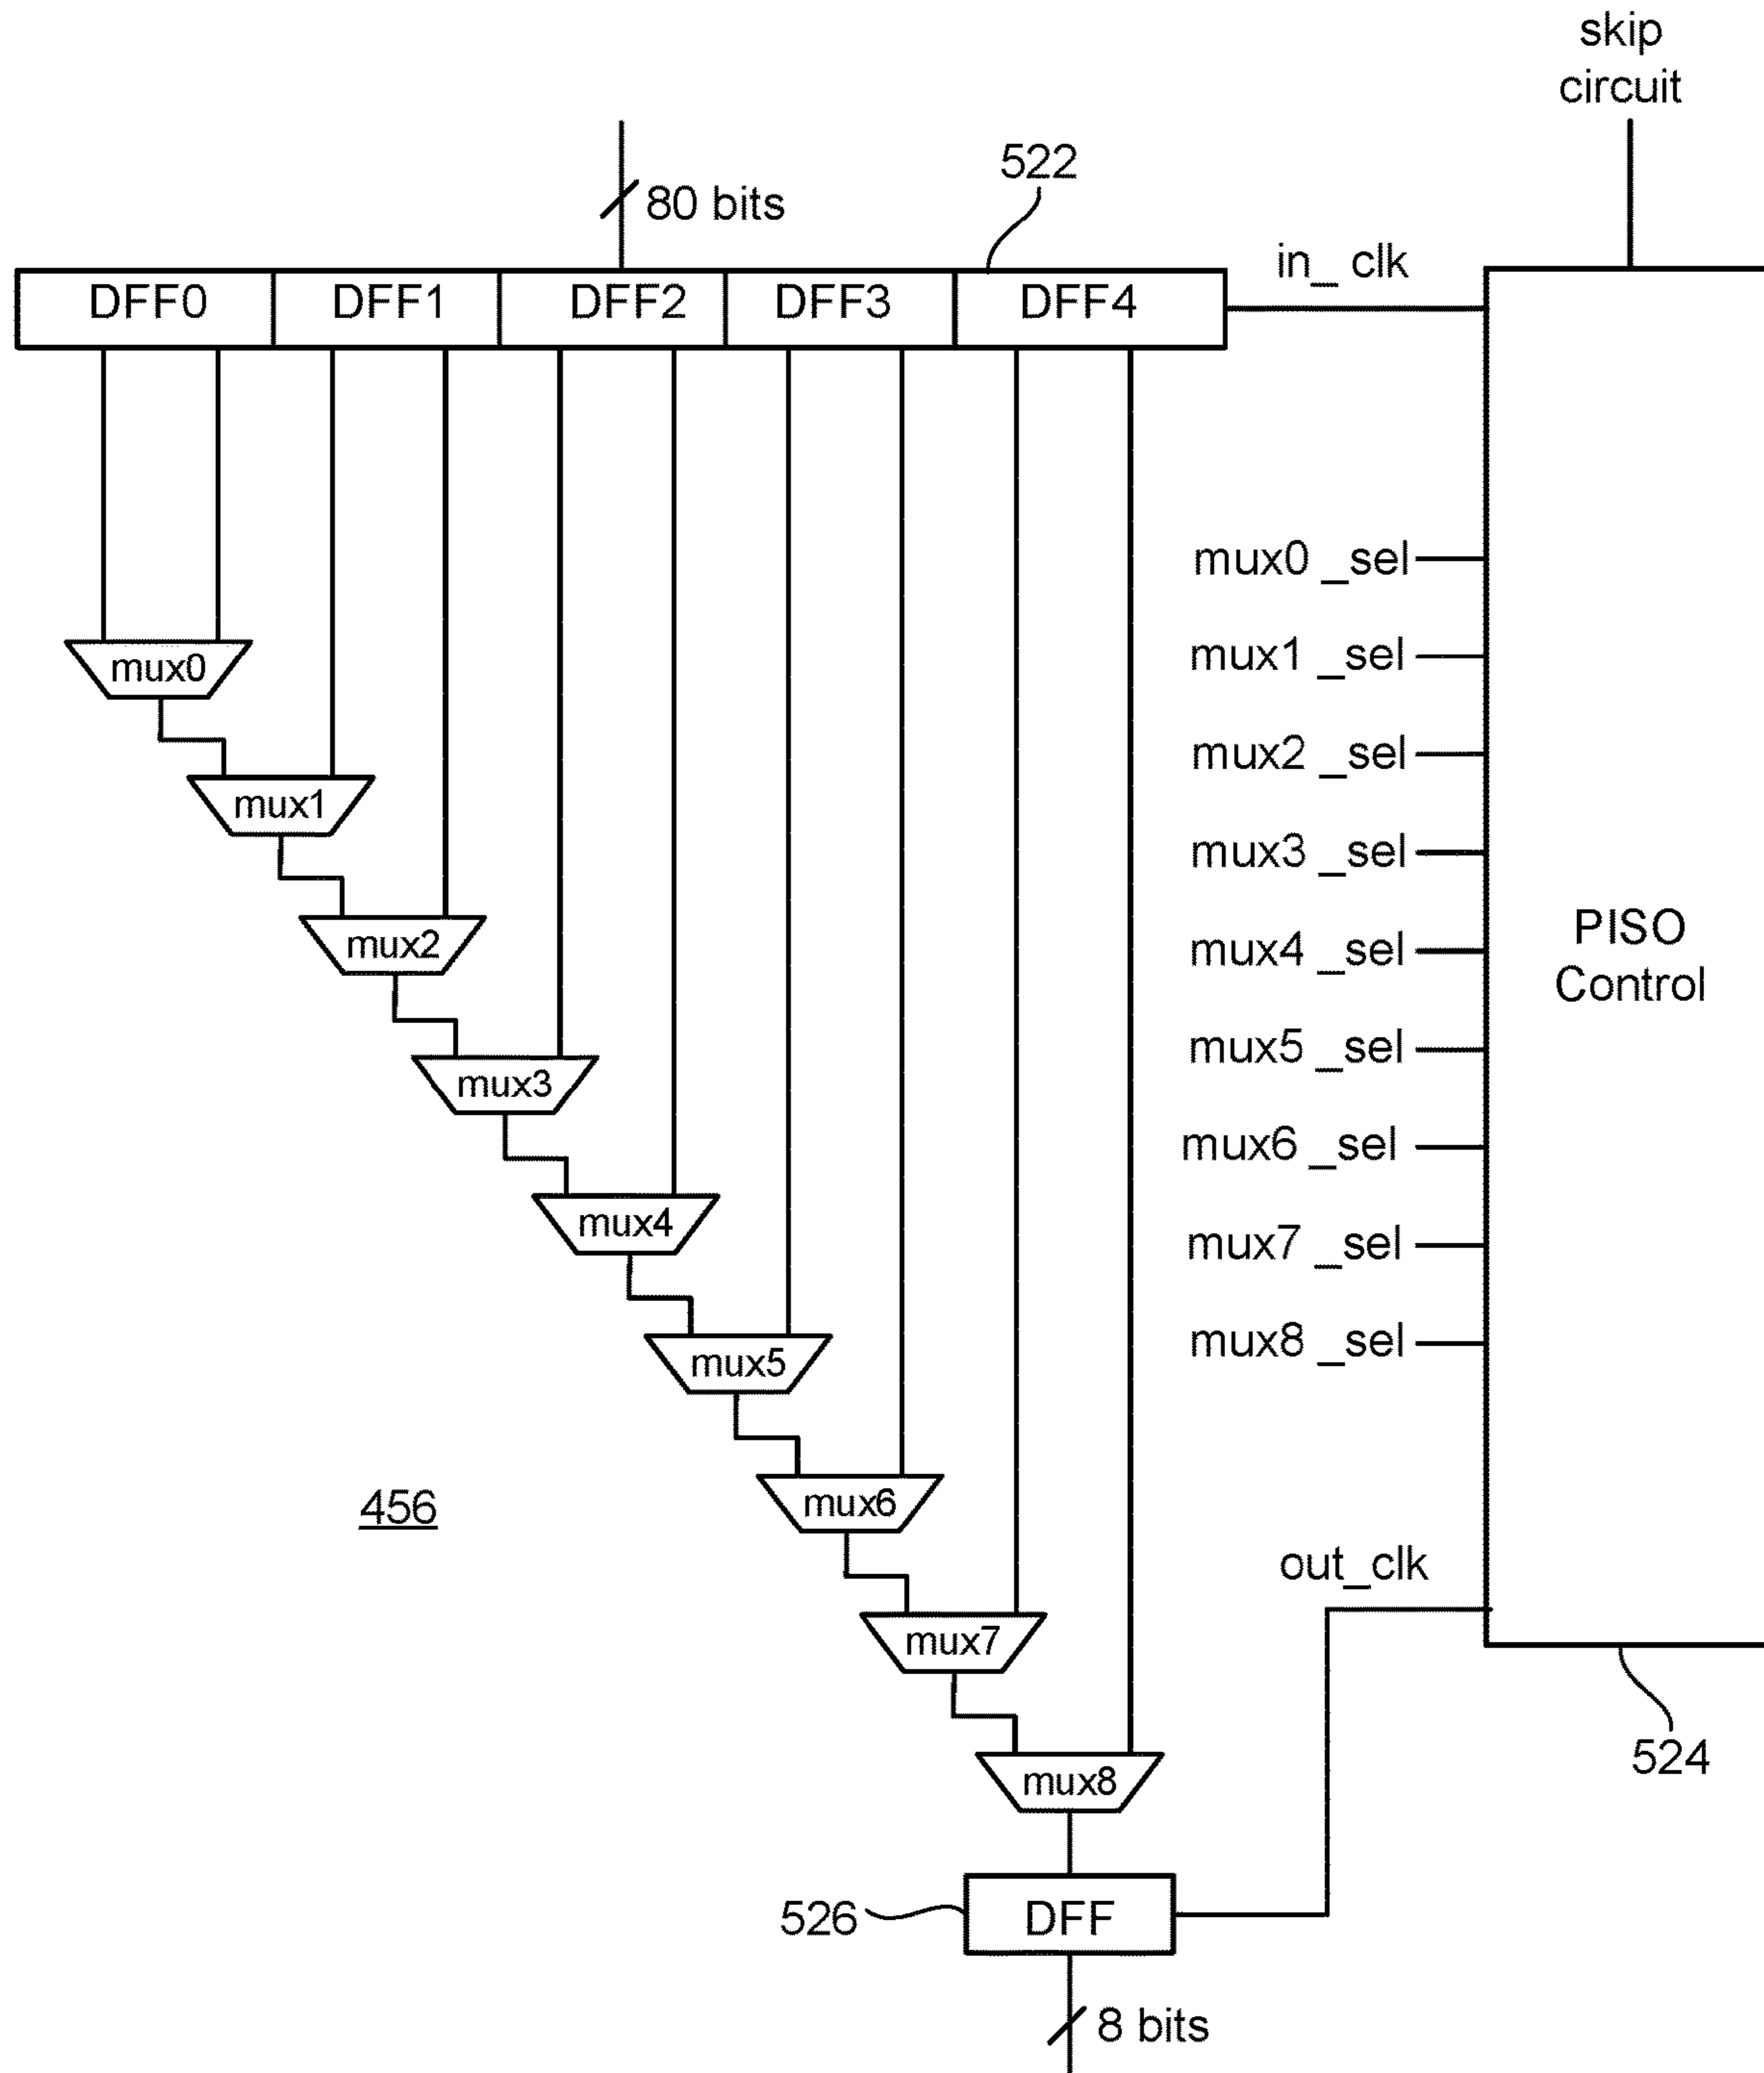 skip
circuit
522
80 bits
DFF0 DFF1 DFF2 DFF3 DFF4
in_ clk
mux0 _sel
mux0
mux1 _sel
mux2 _sel
mux1
mux3 _sel
mux2
mux4 _sel
PISO
Control
mux3
mux5 _sel
mux6 _sel
mux4
mux7 _sel
mux5
mux8 _sel
mux6
456
out_clk
mux7
524
mux8
526
DFF
8 bits